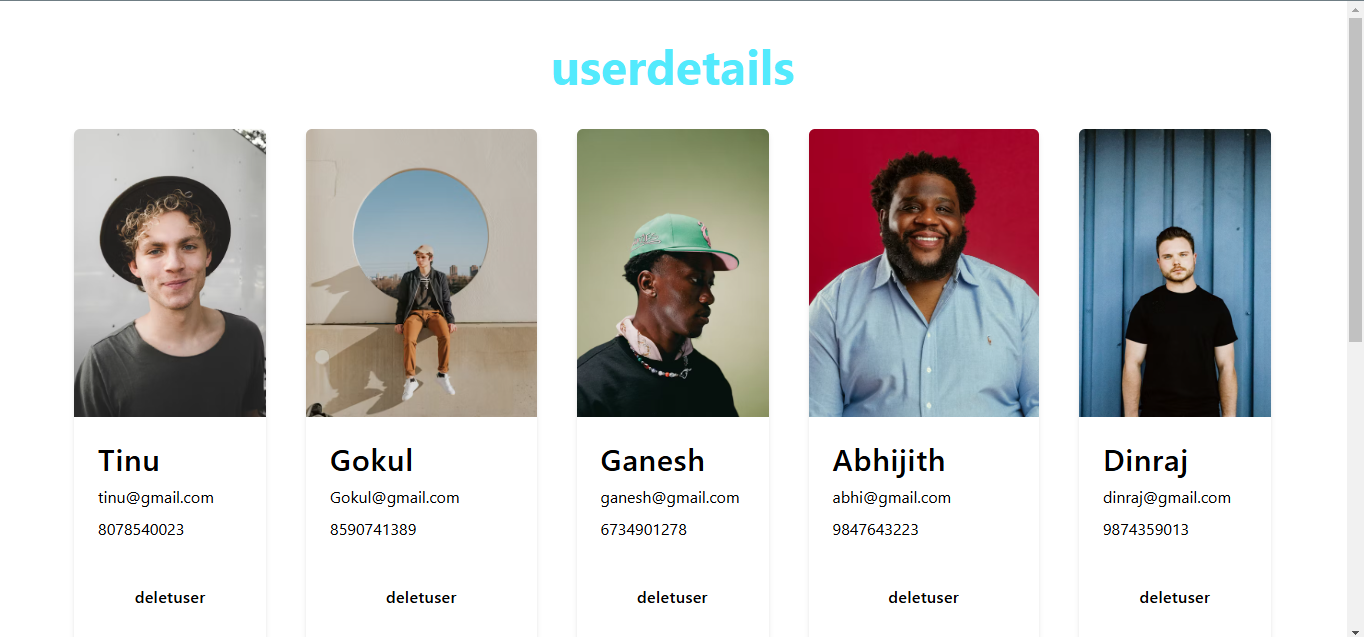 userdetails
Tinu
tinu@gmail.com
8078540023
deletuser
Gokul
Gokul@gmail.com
8590741389
deletuser
Ganesh
ganesh@gmail.com
6734901278
deletuser
Abhijith
abhi@gmail.com
9847643223
deletuser
Dinraj
dinraj@gmail.com
9874359013
deletuser